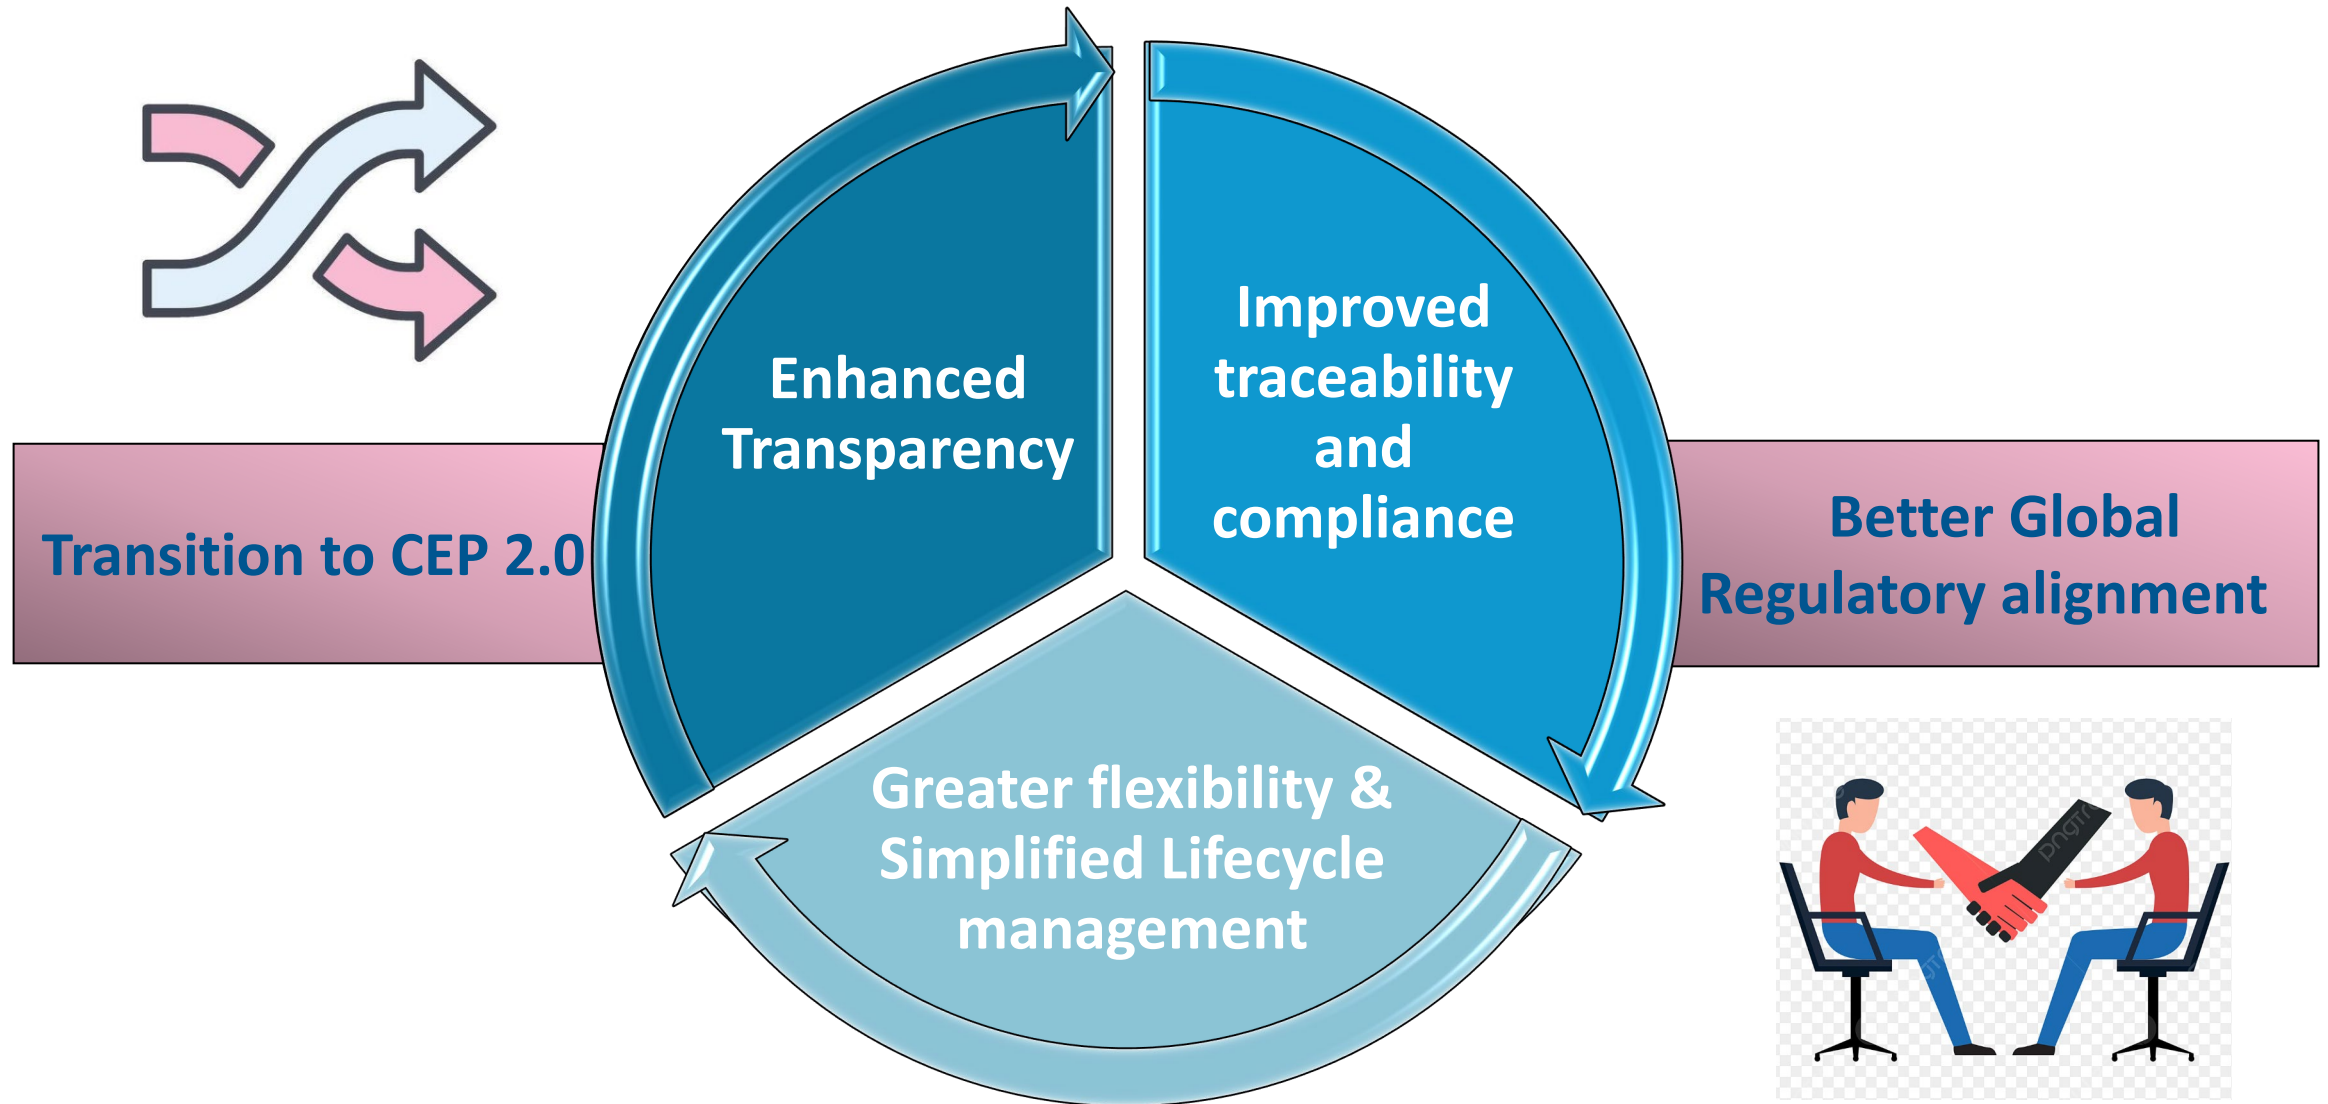 Transition to CEP 2.0
Enhanced
Transparency
Improved
traceability
and
compliance
Greater flexibility &
Simplified Lifecycle
management
Better Global
Regulatory alignment